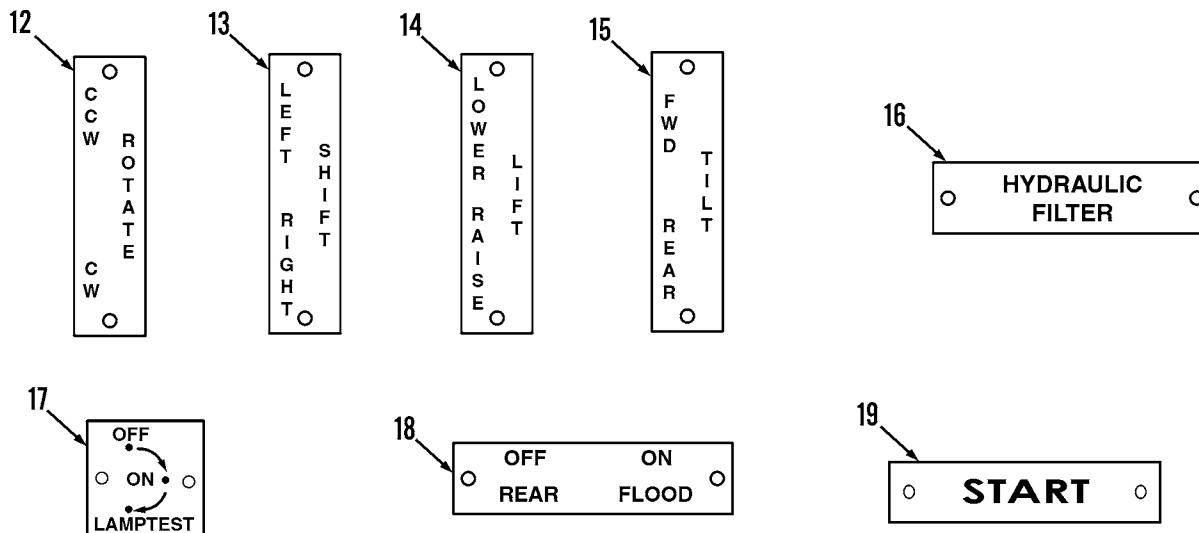 12
CCW
CW
ROTATE
13
LEFT RIGHT
SHIFT
14
LOWER RAISE
LIFT
15
FWD REAR
TILT
16
HYDRAULIC
FILTER
17
OFF
ON
LAMPTEST
18
OFF ON
REAR FLOOD
19
START